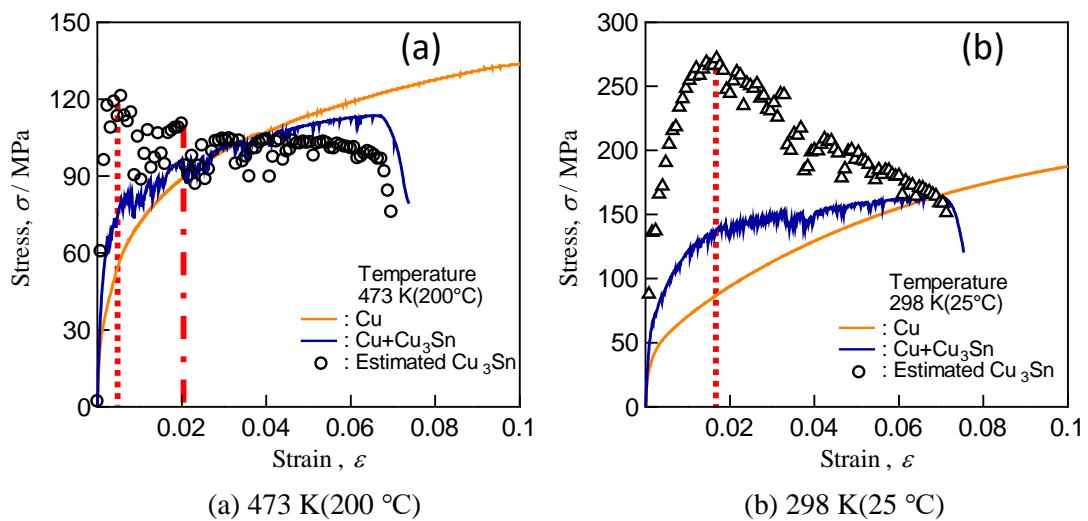 150
120
90
60
30
0
Stress, σ / MPa
(a)
Temperature
473 K(200°C)
: Cu
: Cu+Cu₃Sn
: Estimated Cu₃Sn
0.02 0.04 0.06 0.08 0.1
Strain , ε
(a) 473 K(200 °C)
300
250
200
150
100
50
0
Stress, σ / MPa
(b)
Temperature
298 K(25°C)
: Cu
: Cu+Cu₃Sn
: Estimated Cu₃Sn
0.02 0.04 0.06 0.08 0.1
Strain , ε
(b) 298 K(25 °C)